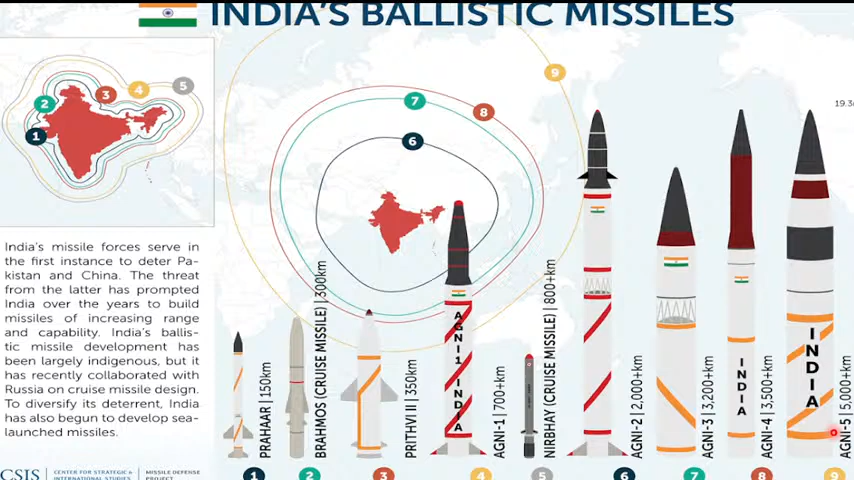 INDIA'S BALLISTIC MISSILES
1
2
3
4
5
6
7
8
9
19.3
India's missile forces serve in
the first instance to deter Pa-
kistan and China. The threat
from the latter has prompted
India over the years to build
missiles of increasing range
and capability. India's ballis-
tic missile development has
been largely indigenous, but it
has recently collaborated with
Russia on cruise missile design.
To diversify its deterrent, India
has also begun to develop sea-
launched missiles.
PRAHAAR | 150km
BRAHMOS (CRUISE MISSILE) | 300km
PRITHVI III | 350km
AGNI1 INDIA
AGNI-1 | 700+km
NIRBHAY (CRUISE MISSILE) | 800+km
AGNI-2 | 2,000+km
AGNI-3 | 3,200+km
INDIA
AGNI-4 | 3,500+km
INDIA
AGNI-5 | 5,000+km
1
2
3
4
5
6
7
8
9
CSIS
CENTER FOR STRATEGIC &
INTERNATIONAL STUDIES
MISSILE DEFENSE
PROJECT